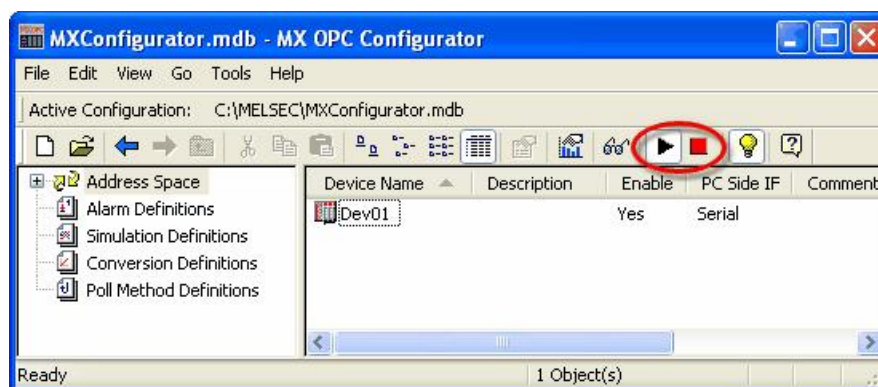 MXConfigurator.mdb - MX OPC Configurator
File Edit View Go Tools Help
Active Configuration: C:\MELSEC\MXConfigurator.mdb
Address Space
Alarm Definitions
Simulation Definitions
Conversion Definitions
Poll Method Definitions
Device Name Description Enable PC Side IF Comment
Dev01 Yes Serial
Ready 1 Object(s)